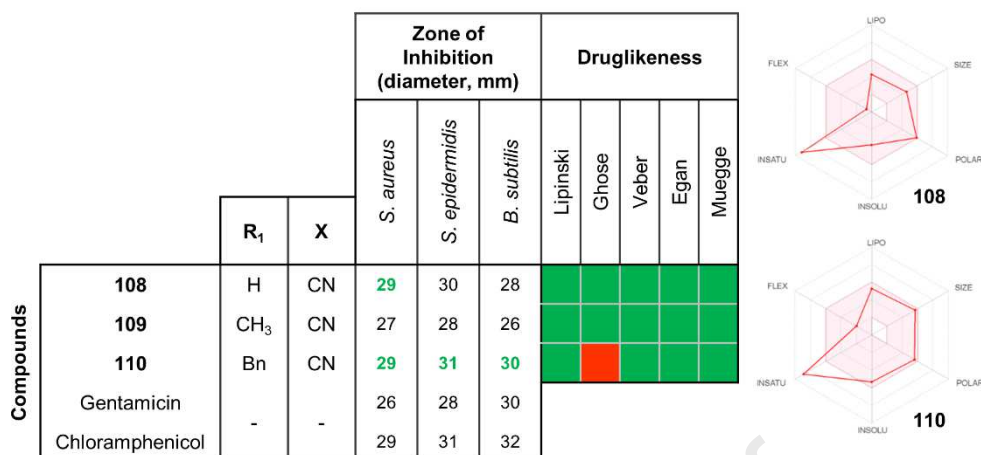 Zone of
Inhibition
(diameter, mm)
Druglikeness
R1 X S. aureus S. epidermidis B. subtilis Lipinski Ghose Veber Egan Muegge
Compounds
108 H CN 29 30 28
109 CH3 CN 27 28 26
110 Bn CN 29 31 30
Gentamicin 26 28 30
- -
Chloramphenicol 29 31 32
LIPO
FLEX SIZE
INSATU POLAR
INSOLU
108
LIPO
FLEX SIZE
INSATU POLAR
INSOLU
110